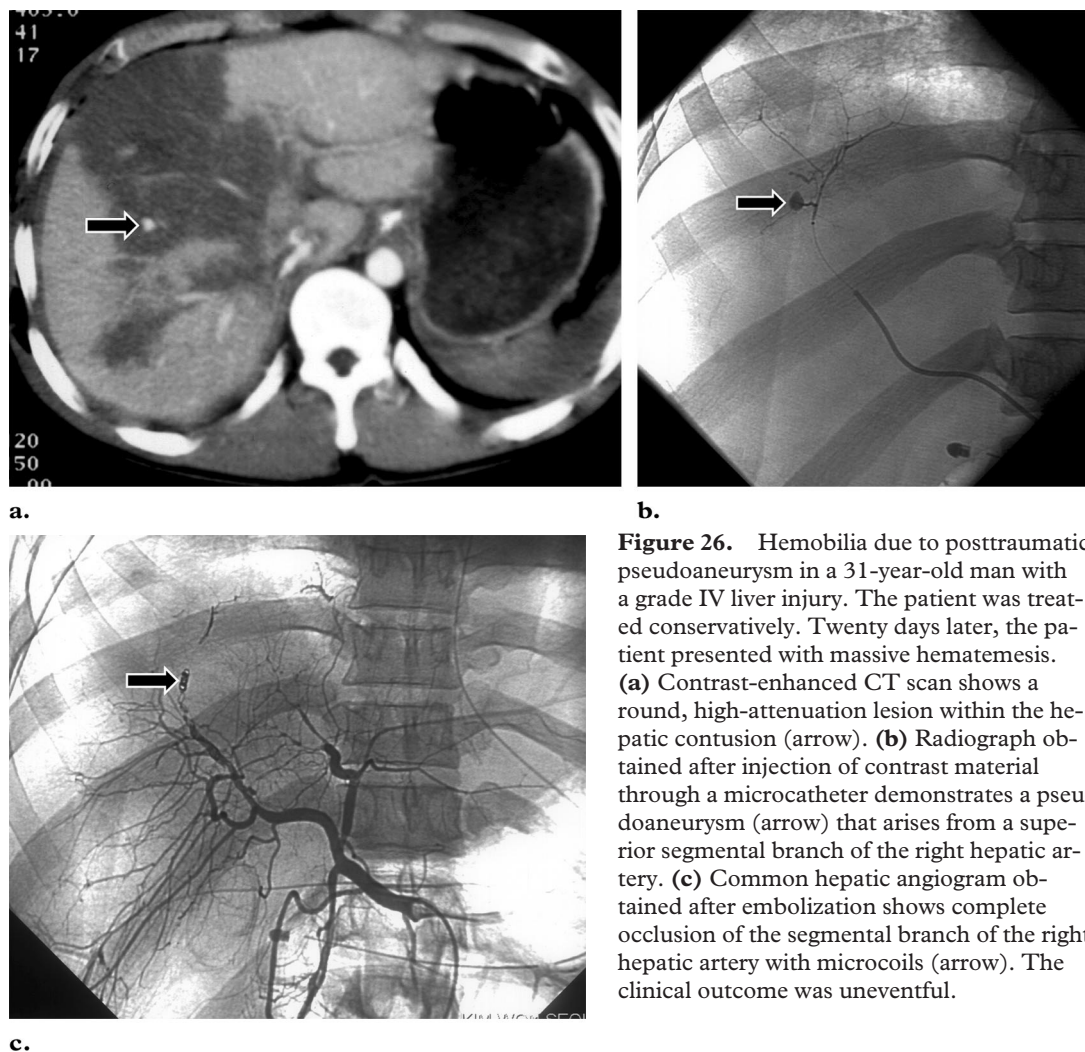 41
17
20
50
a.
b.
Figure 26. Hemobilia due to posttraumatic
pseudoaneurysm in a 31-year-old man with
a grade IV liver injury. The patient was treat-
ed conservatively. Twenty days later, the pa-
tient presented with massive hematemesis.
(a) Contrast-enhanced CT scan shows a
round, high-attenuation lesion within the he-
patic contusion (arrow). (b) Radiograph ob-
tained after injection of contrast material
through a microcatheter demonstrates a pseu-
doaneurysm (arrow) that arises from a supe-
rior segmental branch of the right hepatic ar-
tery. (c) Common hepatic angiogram ob-
tained after embolization shows complete
occlusion of the segmental branch of the right
hepatic artery with microcoils (arrow). The
clinical outcome was uneventful.
c.